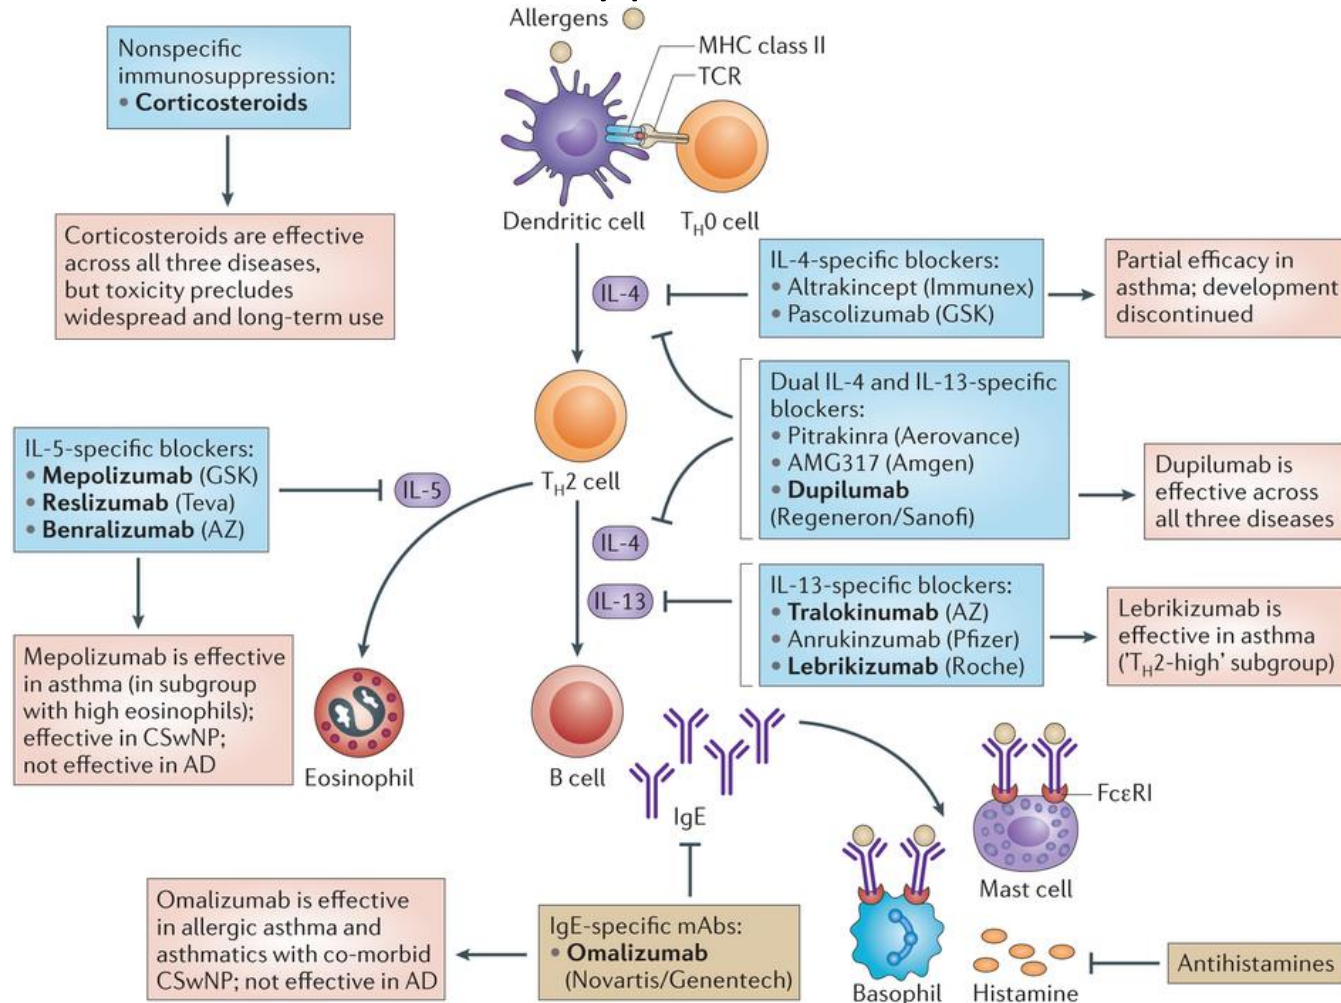 Allergens
MHC class II
TCR
Nonspecific
immunosuppression:
• Corticosteroids
Dendritic cell
TH0 cell
Corticosteroids are effective
across all three diseases,
but toxicity precludes
widespread and long-term use
IL-4
IL-4-specific blockers:
• Altrakincept (Immunex)
• Pascolizumab (GSK)
Partial efficacy in
asthma; development
discontinued
Dual IL-4 and IL-13-specific
blockers:
• Pitrakinra (Aerovance)
• AMG317 (Amgen)
• Dupilumab
(Regeneron/Sanofi)
Dupilumab is
effective across
all three diseases
IL-5-specific blockers:
• Mepolizumab (GSK)
• Reslizumab (Teva)
• Benralizumab (AZ)
IL-5
TH2 cell
IL-4
IL-13
IL-13-specific blockers:
• Tralokinumab (AZ)
• Anrukinzumab (Pfizer)
• Lebrikizumab (Roche)
Lebrikizumab is
effective in asthma
('TH2-high' subgroup)
Mepolizumab is effective
in asthma (in subgroup
with high eosinophils);
effective in CSwNP;
not effective in AD
Eosinophil
B cell
IgE
FcεRI
Mast cell
Omalizumab is effective
in allergic asthma and
asthmatics with co-morbid
CSwNP; not effective in AD
IgE-specific mAbs:
• Omalizumab
(Novartis/Genentech)
Basophil
Histamine
Antihistamines